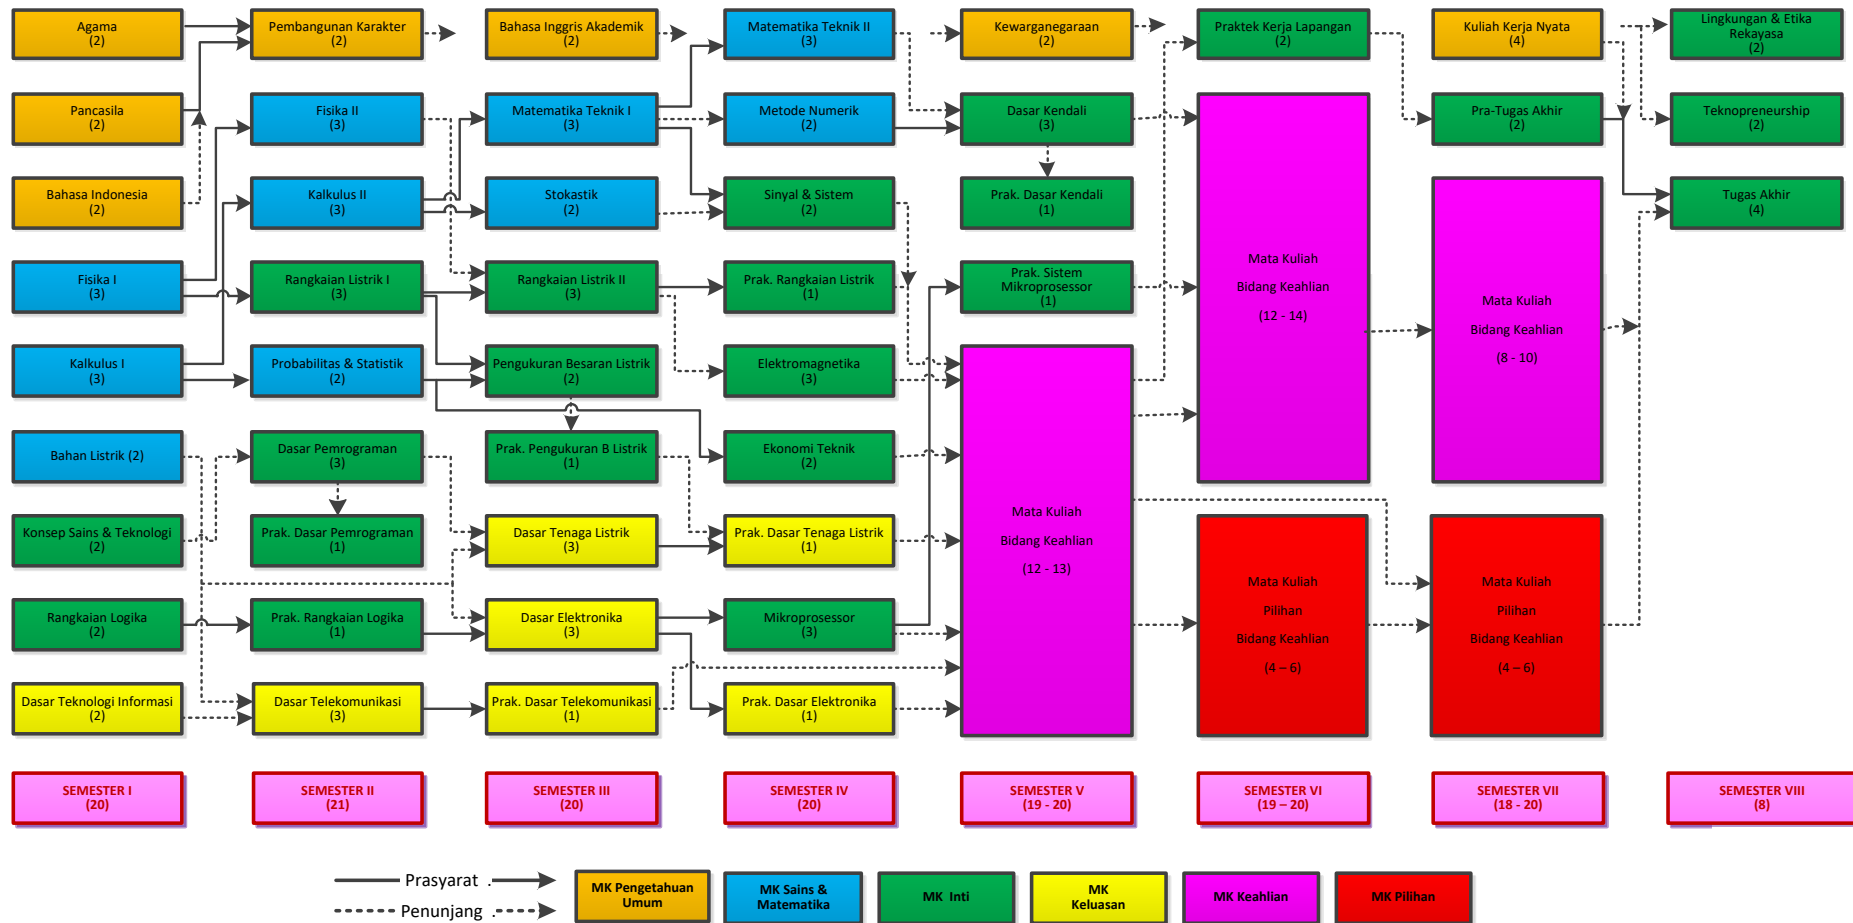 Agama
(2)
Pembangunan Karakter
(2)
Bahasa Inggris Akademik
(2)
Matematika Teknik II
(3)
Kewarganegaraan
(2)
Praktek Kerja Lapangan
(2)
Kuliah Kerja Nyata
(4)
Lingkungan & Etika
Rekayasa
(2)
Pancasila
(2)
Fisika II
(3)
Matematika Teknik I
(3)
Metode Numerik
(2)
Dasar Kendali
(3)
Pra-Tugas Akhir
(2)
Teknopreneurship
(2)
Bahasa Indonesia
(2)
Kalkulus II
(3)
Stokastik
(2)
Sinyal & Sistem
(2)
Prak. Dasar Kendali
(1)
Tugas Akhir
(4)
Fisika I
(3)
Rangkaian Listrik I
(3)
Rangkaian Listrik II
(3)
Prak. Rangkaian Listrik
(1)
Prak. Sistem
Mikroprosessor
(1)
Mata Kuliah
Bidang Keahlian
(12 - 14)
Mata Kuliah
Bidang Keahlian
(8 - 10)
Kalkulus I
(3)
Probabilitas & Statistik
(2)
Pengukuran Besaran Listrik
(2)
Elektromagnetika
(3)
Bahan Listrik (2)
Dasar Pemrograman
(3)
Prak. Pengukuran B Listrik
(1)
Ekonomi Teknik
(2)
Mata Kuliah
Bidang Keahlian
(12 - 13)
Konsep Sains & Teknologi
(2)
Prak. Dasar Pemrograman
(1)
Dasar Tenaga Listrik
(3)
Prak. Dasar Tenaga Listrik
(1)
Mata Kuliah
Pilihan
Bidang Keahlian
(4 – 6)
Mata Kuliah
Pilihan
Bidang Keahlian
(4 – 6)
Rangkaian Logika
(2)
Prak. Rangkaian Logika
(1)
Dasar Elektronika
(3)
Mikroprosessor
(3)
Dasar Teknologi Informasi
(2)
Dasar Telekomunikasi
(3)
Prak. Dasar Telekomunikasi
(1)
Prak. Dasar Elektronika
(1)
SEMESTER I
(20)
SEMESTER II
(21)
SEMESTER III
(20)
SEMESTER IV
(20)
SEMESTER V
(19 - 20)
SEMESTER VI
(19 – 20)
SEMESTER VII
(18 - 20)
SEMESTER VIII
(8)
Prasyarat .
Penunjang .
MK Pengetahuan
Umum
MK Sains &
Matematika
MK Inti
MK
Keluasan
MK Keahlian
MK Pilihan